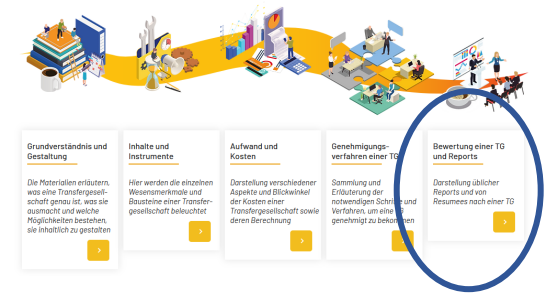 Grundverständnis und
Gestaltung
Die Materialien erläutern,
was eine Transfergesell-
schaft genau ist, was sie
ausmacht und welche
Möglichkeiten bestehen,
sie inhaltlich zu gestalten
Inhalte und
Instrumente
Hier werden die einzelnen
Wesensmerkmale und
Bausteine einer Transfer-
gesellschaft beleuchtet
Aufwand und
Kosten
Darstellung verschiedener
Aspekte und Blickwinkel
der Kosten einer
Transfergesellschaft sowie
deren Berechnung
Genehmigungs-
verfahren einer TG
Sammlung und
Erläuterung der
notwendigen Schritte und
Verfahren, um eine TG
genehmigt zu bekommen
Bewertung einer TG
und Reports
Darstellung üblicher
Reports und von
Resumees nach einer TG